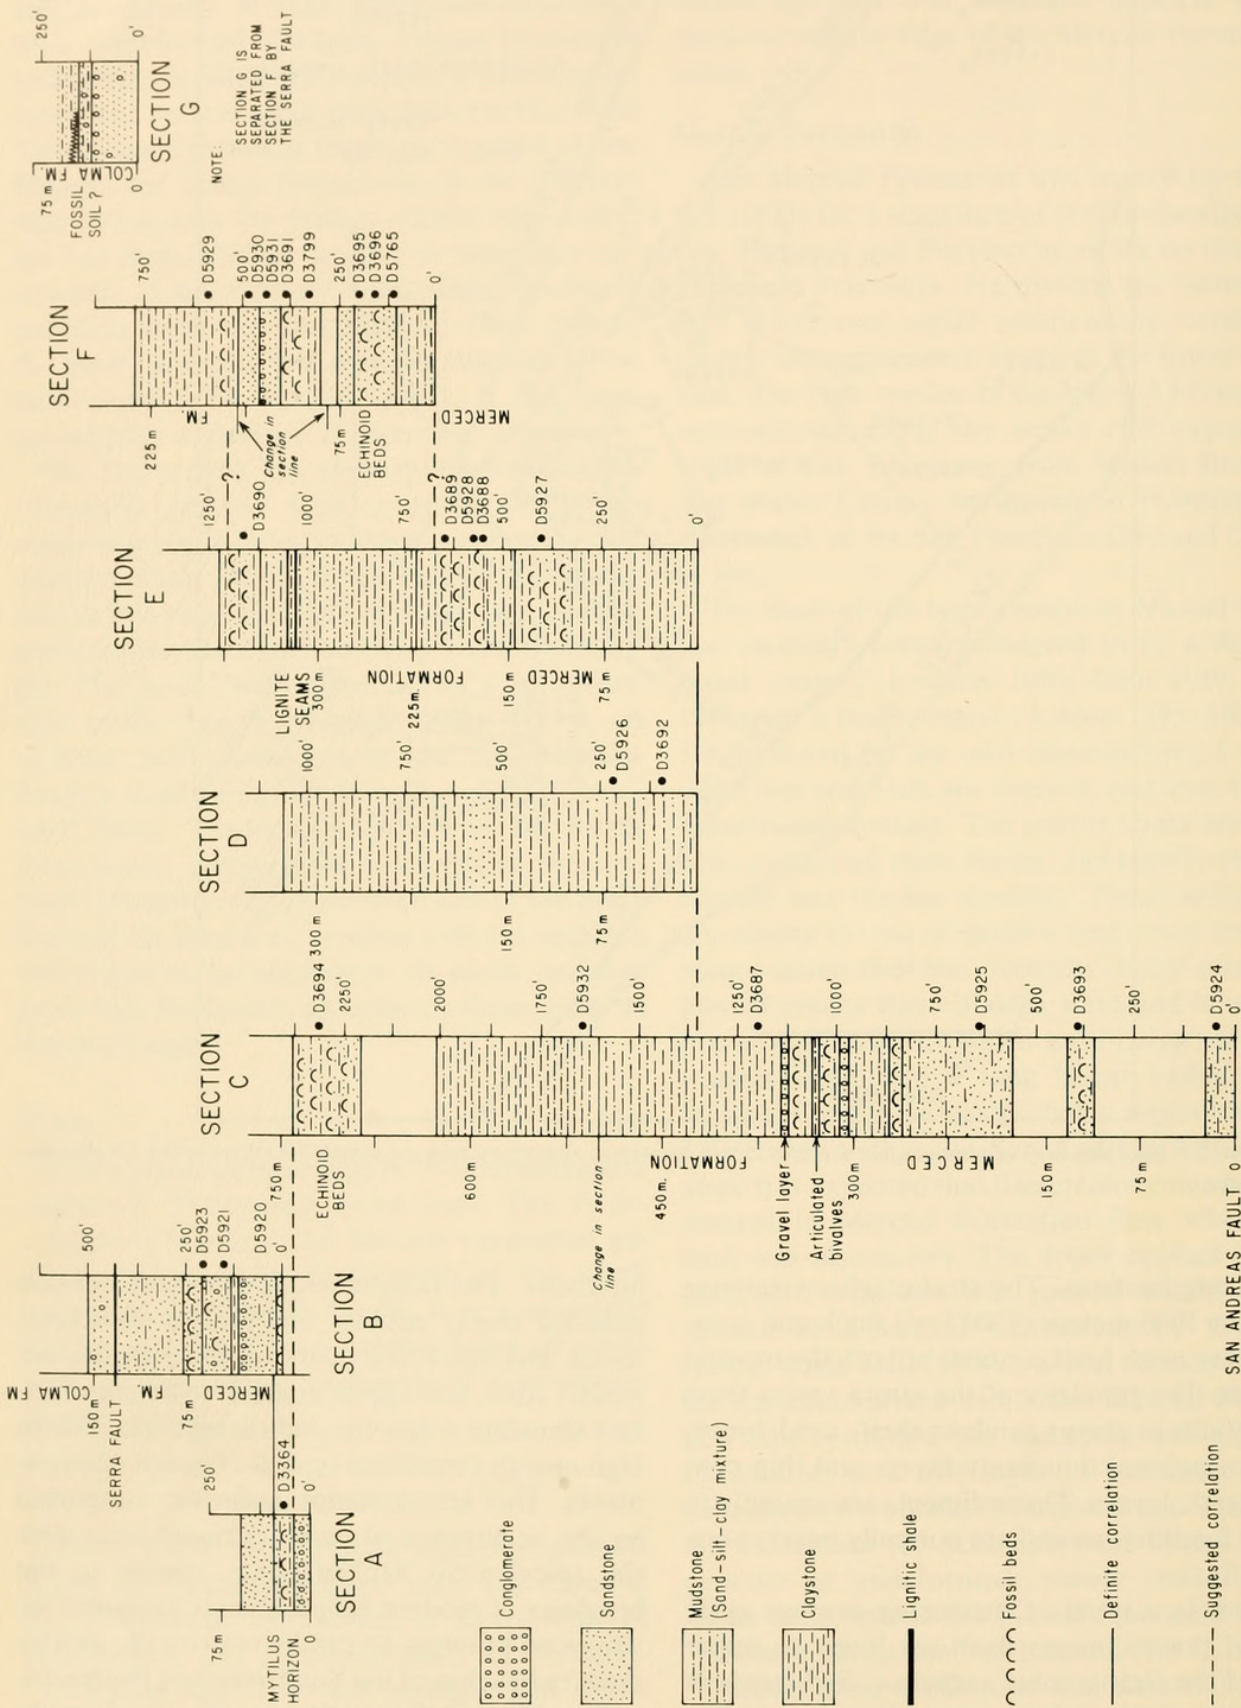 SECTION
A
75 m
MYTILUS
HORIZON
0
250'
D3364
0'
SECTION
B
COLMA FM
150 m
SERRA FAULT
FM.
75 m
MERCED
500'
250'
D5923
D5921
D5920
0'
SECTION
C
750 m
ECHINOID
BEDS
600 m
Change in section
line
450 m.
FORMATION
Gravel layer
Articulated
bivalves
300 m
MERCED
150 m
75 m
0
SAN ANDREAS FAULT
D3694
2250'
2000'
1750'
D5932
1500'
1250'
D3687
1000'
750'
D5925
500'
D3693
250'
D5924
0'
SECTION
D
300 m
150 m
75 m
1000'
750'
500'
250'
D5926
D3692
SECTION
E
LIGNITE
SEAMS
300 m
225 m.
FORMATION
150 m
MERCED
75 m
1250'
?
D3690
1000'
750'
?
D3689
D5928
D3688
500'
D5927
250'
0'
SECTION
F
225 m
FM.
Change in
section
line
75 m
ECHINOID
BEDS
MERCED
750'
D5929
500'
D5930
D5931
D3691
D3799
250'
D3695
D3696
D5765
0'
250'
0'
75 m
COLMA FM.
FOSSIL
SOIL ?
0
SECTION
G
NOTE:
SECTION G IS
SEPARATED FROM
SECTION F BY
THE SERRA FAULT
Conglomerate
Sandstone
Mudstone
(Sand-silt-clay mixture)
Claystone
Lignitic shale
Fossil beds
Definite correlation
Suggested correlation